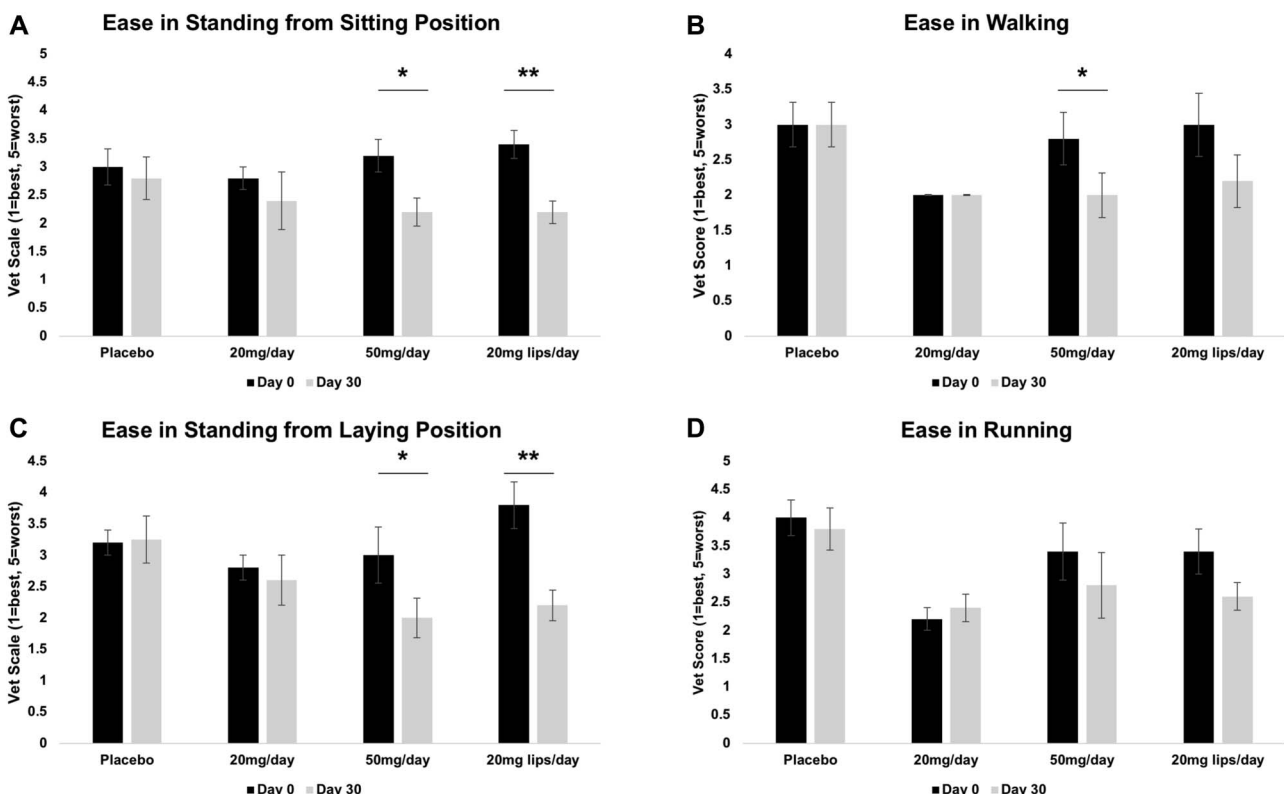 A
Ease in Standing from Sitting Position
Vet Scale (1=best, 5=worst)
5
4.5
4
3.5
3
2.5
2
1.5
1
0.5
0
*
**
Placebo 20mg/day 50mg/day 20mg lips/day
Day 0 Day 30
B
Ease in Walking
Vet Score (1=best, 5=worst)
4
3.5
3
2.5
2
1.5
1
0.5
0
*
Placebo 20mg/day 50mg/day 20mg lips/day
Day 0 Day 30
C
Ease in Standing from Laying Position
Vet Scale (1=best, 5=worst)
4.5
4
3.5
3
2.5
2
1.5
1
0.5
0
*
**
Placebo 20mg/day 50mg/day 20mg lips/day
Day 0 Day 30
D
Ease in Running
Vet Score (1=best, 5=worst)
5
4.5
4
3.5
3
2.5
2
1.5
1
0.5
0
Placebo 20mg/day 50mg/day 20mg lips/day
Day 0 Day 30